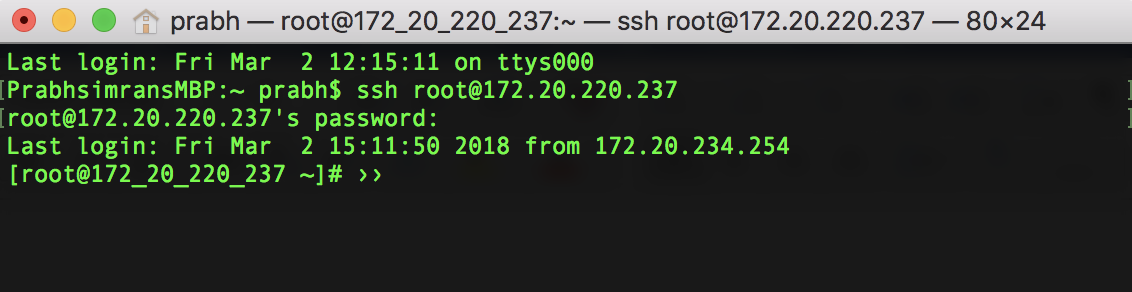 prabh — root@172_20_220_237:~ — ssh root@172.20.220.237 — 80×24
Last login: Fri Mar  2 12:15:11 on ttys000
[PrabhsimransMBP:~ prabh$ ssh root@172.20.220.237 ]
[root@172.20.220.237's password: ]
Last login: Fri Mar  2 15:11:50 2018 from 172.20.234.254
[root@172_20_220_237 ~]# >>